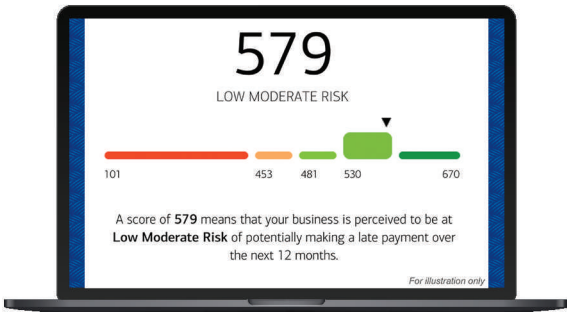 579
LOW MODERATE RISK
101 453 481 530 670
A score of 579 means that your business is perceived to be at
Low Moderate Risk of potentially making a late payment over
the next 12 months.
For illustration only